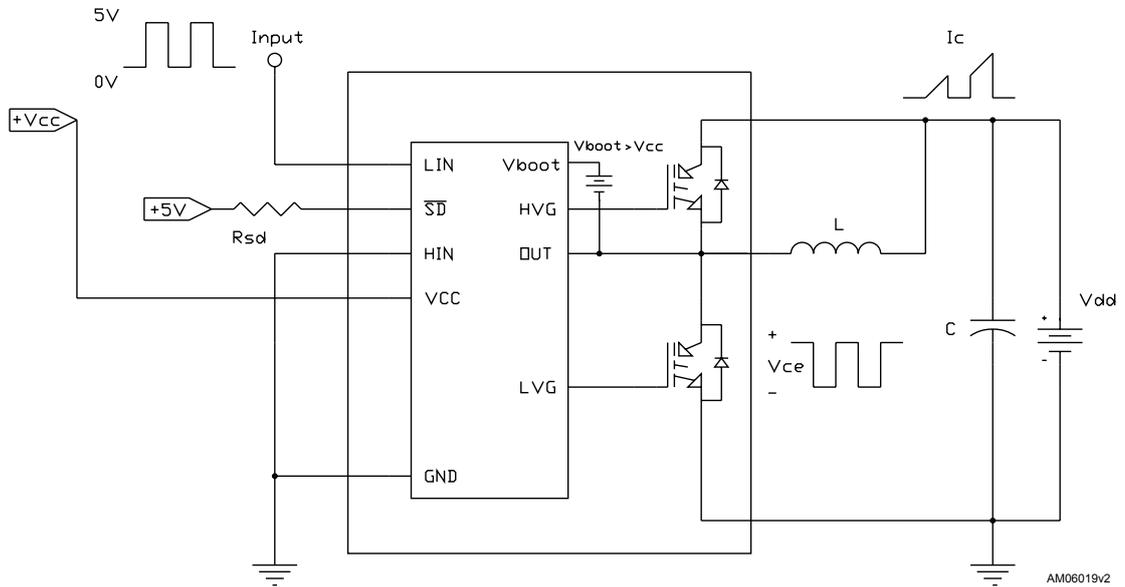 5V
0V
Input
Ic
+Vcc
Vboot>Vcc
LIN
Vboot
+5V
Rsd
SD
HVG
HIN
OUT
L
VCC
Vdd
+
-
C
+
Vce
-
LVG
GND
AM06019v2